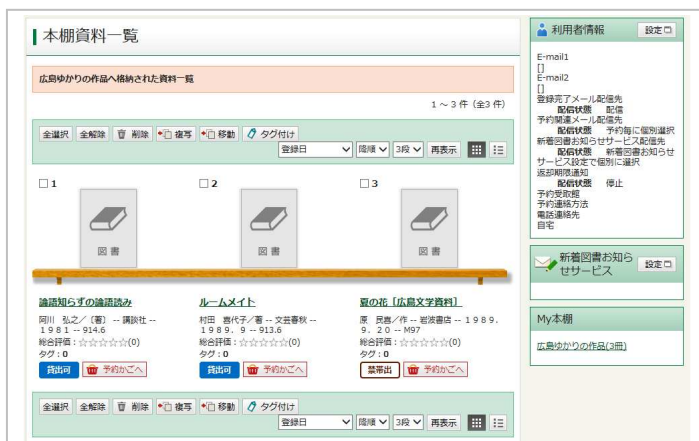 本棚資料一覧
広島ゆかりの作品へ格納された資料一覧
1 ~ 3 件 (全3 件)
全選択 全解除 削除 複写 移動 タグ付け
登録日 降順 3段 再表示
1 2 3
図書 図書 図書
論語知らずの論語読み
阿川 弘之/〔著〕 -- 講談社 --
1981 -- 914.6
総合評価:☆☆☆☆☆(0)
タグ:0
貸出可 予約かごへ
ルームメイト
村田 喜代子/著 -- 文芸春秋 --
1989.9 -- 913.6
総合評価:☆☆☆☆☆(0)
タグ:0
貸出可 予約かごへ
夏の花 [広島文学資料]
原 民喜/作 -- 岩波書店 -- 1989.
9.20 -- M97
総合評価:☆☆☆☆☆(0)
タグ:0
禁帯出 予約かごへ
全選択 全解除 削除 複写 移動 タグ付け
登録日 降順 3段 再表示
利用者情報 設定
E-mail1
[]
E-mail2
[]
登録完了メール配信先
配信状態 配信
予約関連メール配信先
配信状態 予約毎に個別選択
新着図書お知らせサービス配信先
配信状態 新着図書お知らせ
サービス設定で個別に選択
返却期限通知
配信状態 停止
予約受取館
予約連絡方法
電話連絡先
自宅
新着図書お知ら
せサービス 設定
My本棚
広島ゆかりの作品(3冊)